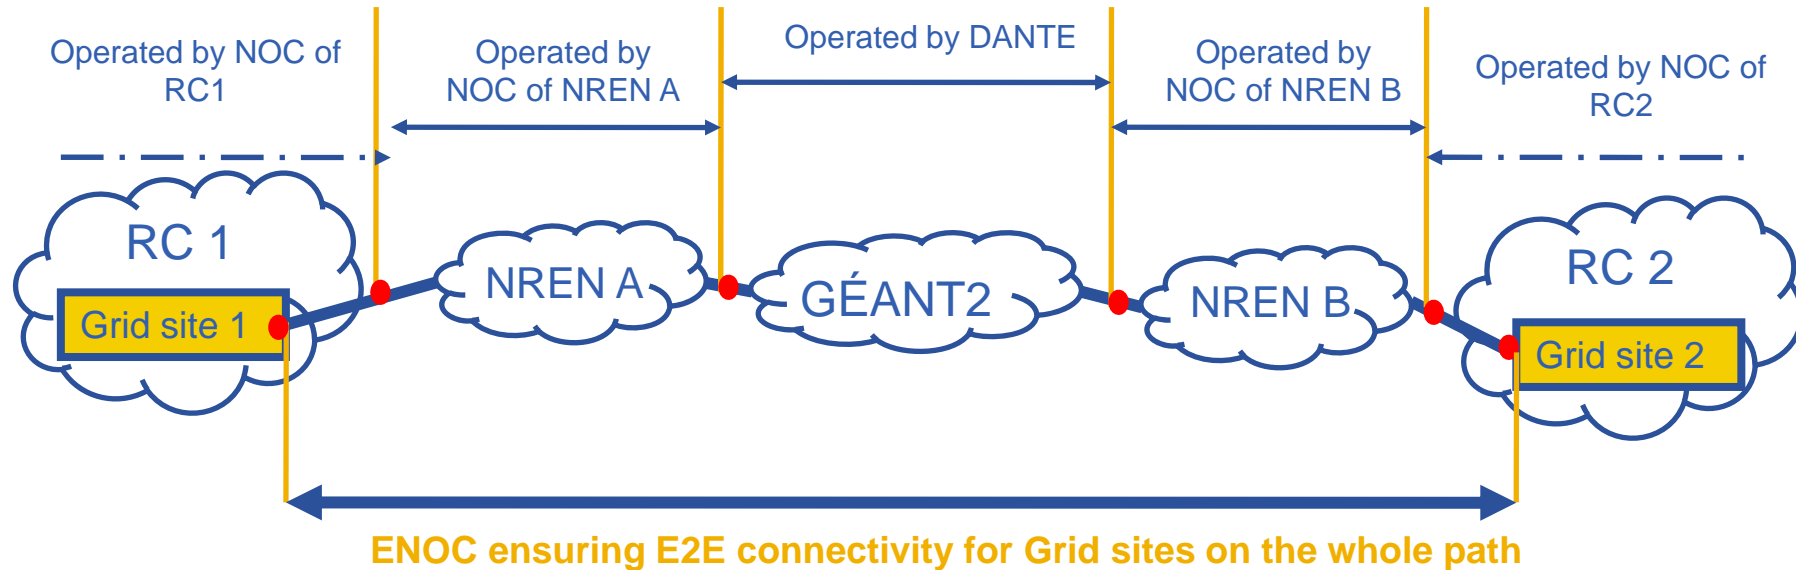 Operated by NOC of
RC1
Operated by
NOC of NREN A
Operated by DANTE
Operated by
NOC of NREN B
Operated by NOC of
RC2
RC 1
Grid site 1
NREN A
GÉANT2
NREN B
RC 2
Grid site 2
ENOC ensuring E2E connectivity for Grid sites on the whole path